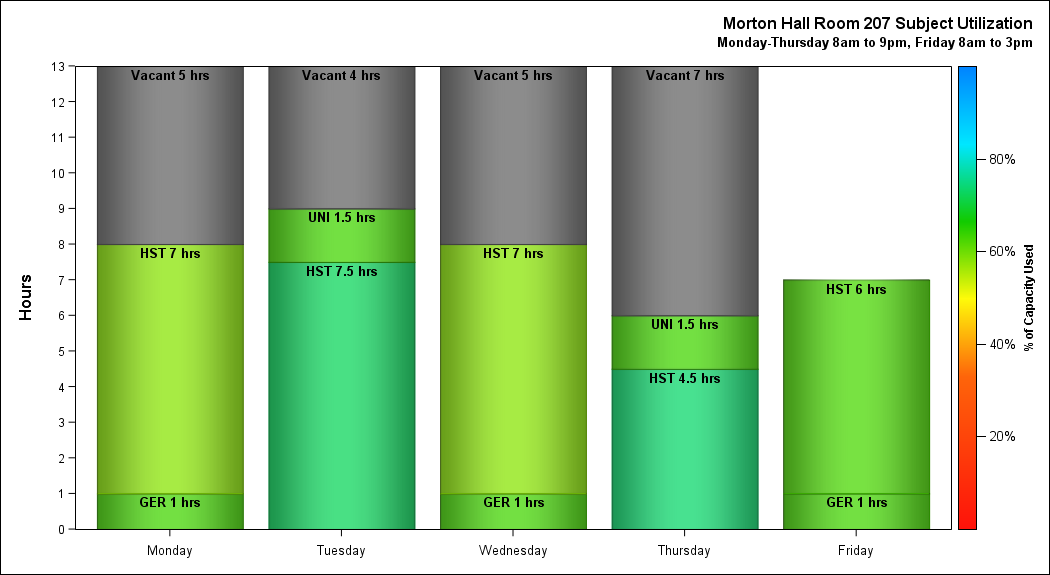 Morton Hall Room 207 Subject Utilization
Monday-Thursday 8am to 9pm, Friday 8am to 3pm
Hours
13
12
11
10
9
8
7
6
5
4
3
2
1
0
Vacant 5 hrs
HST 7 hrs
GER 1 hrs
Vacant 4 hrs
UNI 1.5 hrs
HST 7.5 hrs
Vacant 5 hrs
HST 7 hrs
GER 1 hrs
Vacant 7 hrs
UNI 1.5 hrs
HST 4.5 hrs
HST 6 hrs
GER 1 hrs
Monday
Tuesday
Wednesday
Thursday
Friday
80%
60%
40%
20%
% of Capacity Used